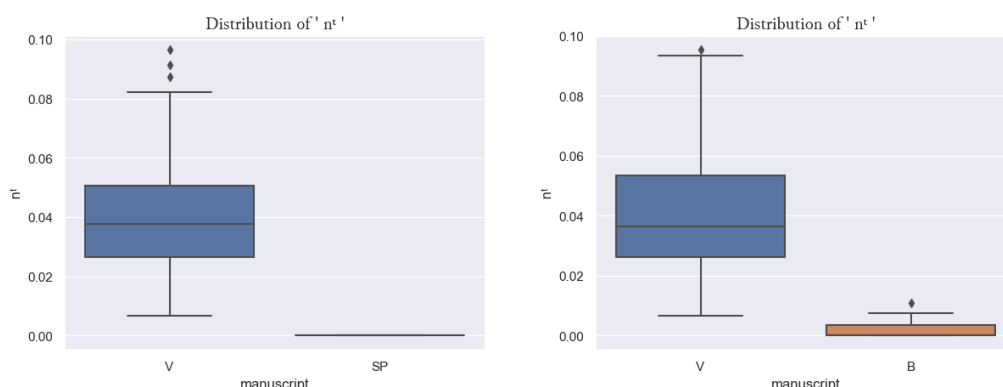 Distribution of ' nᵗ '
0.10
0.08
0.06
0.04
0.02
0.00
nᵗ
V SP
manuscript
Distribution of ' nᵗ '
0.10
0.08
0.06
0.04
0.02
0.00
nᵗ
V B
manuscript